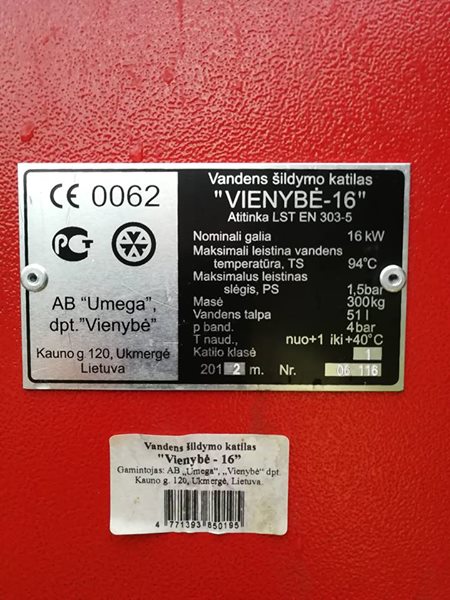 CE 0062
РСТ
AB "Umega",
dpt."Vienybė"
Kauno g 120, Ukmergė
Lietuva
Vandens šildymo katilas
"VIENYBĖ-16"
Atitinka LST EN 303-5
Nominali galia 16 kW
Maksimali leistina vandens
temperatūra, TS 94°C
Maksimalus leistinas
slėgis, PS 1,5bar
Masė 300kg
Vandens talpa 51 l
p band. 4bar
T naud., nuo+1 iki+40°C
Katilo klasė 1
2012 m. Nr. 06 116
Vandens šildymo katilas
"Vienybė - 16"
Gamintojas: AB „Umega", „Vienybė" dpt.
Kauno g. 120, Ukmergė, Lietuva
4 771393 850195